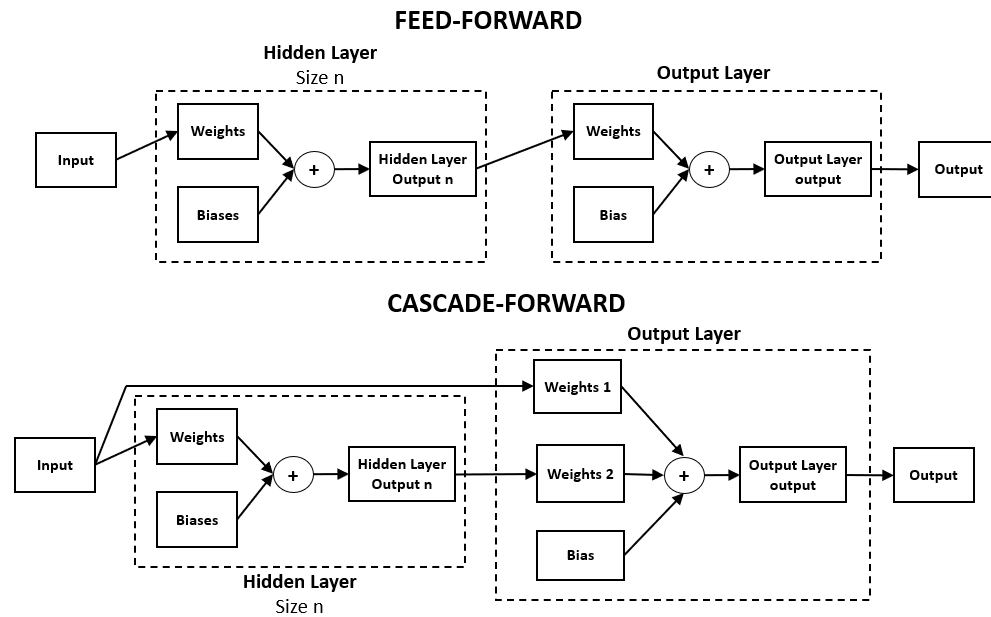 FEED-FORWARD
Hidden Layer
Size n
Output Layer
Input
Weights
Biases
+
Hidden Layer
Output n
Weights
Bias
+
Output Layer
output
Output
CASCADE-FORWARD
Output Layer
Input
Weights
Biases
+
Hidden Layer
Output n
Hidden Layer
Size n
Weights 1
Weights 2
Bias
+
Output Layer
output
Output